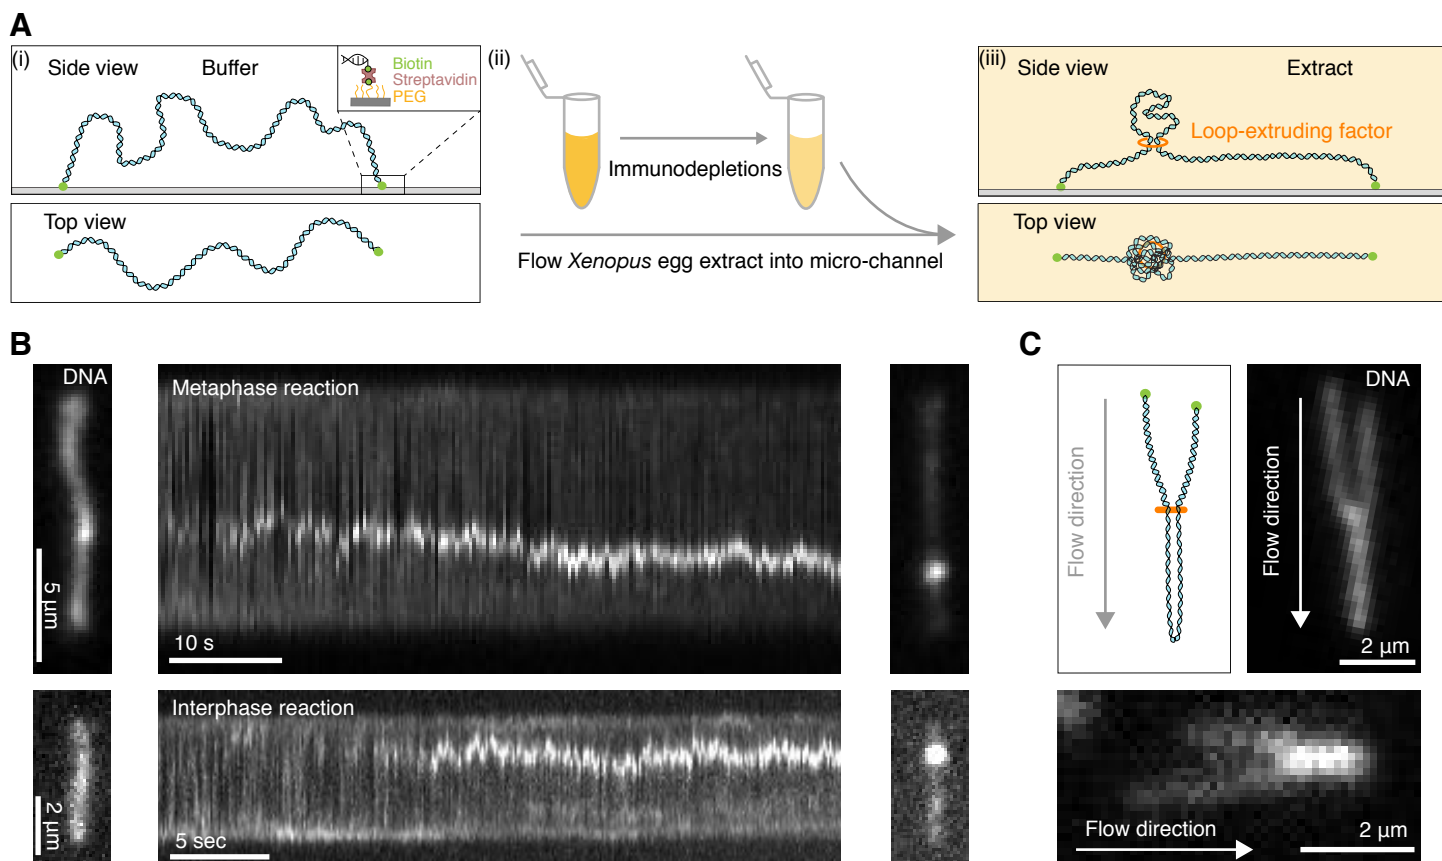 A
(i)
Side view
Buffer
Biotin
Streptavidin
PEG
Top view
(ii)
Immunodepletions
Flow Xenopus egg extract into micro-channel
(iii)
Side view
Extract
Loop-extruding factor
Top view
B
DNA
5 µm
Metaphase reaction
10 s
2 µm
Interphase reaction
5 sec
C
Flow direction
DNA
Flow direction
2 µm
Flow direction
2 µm